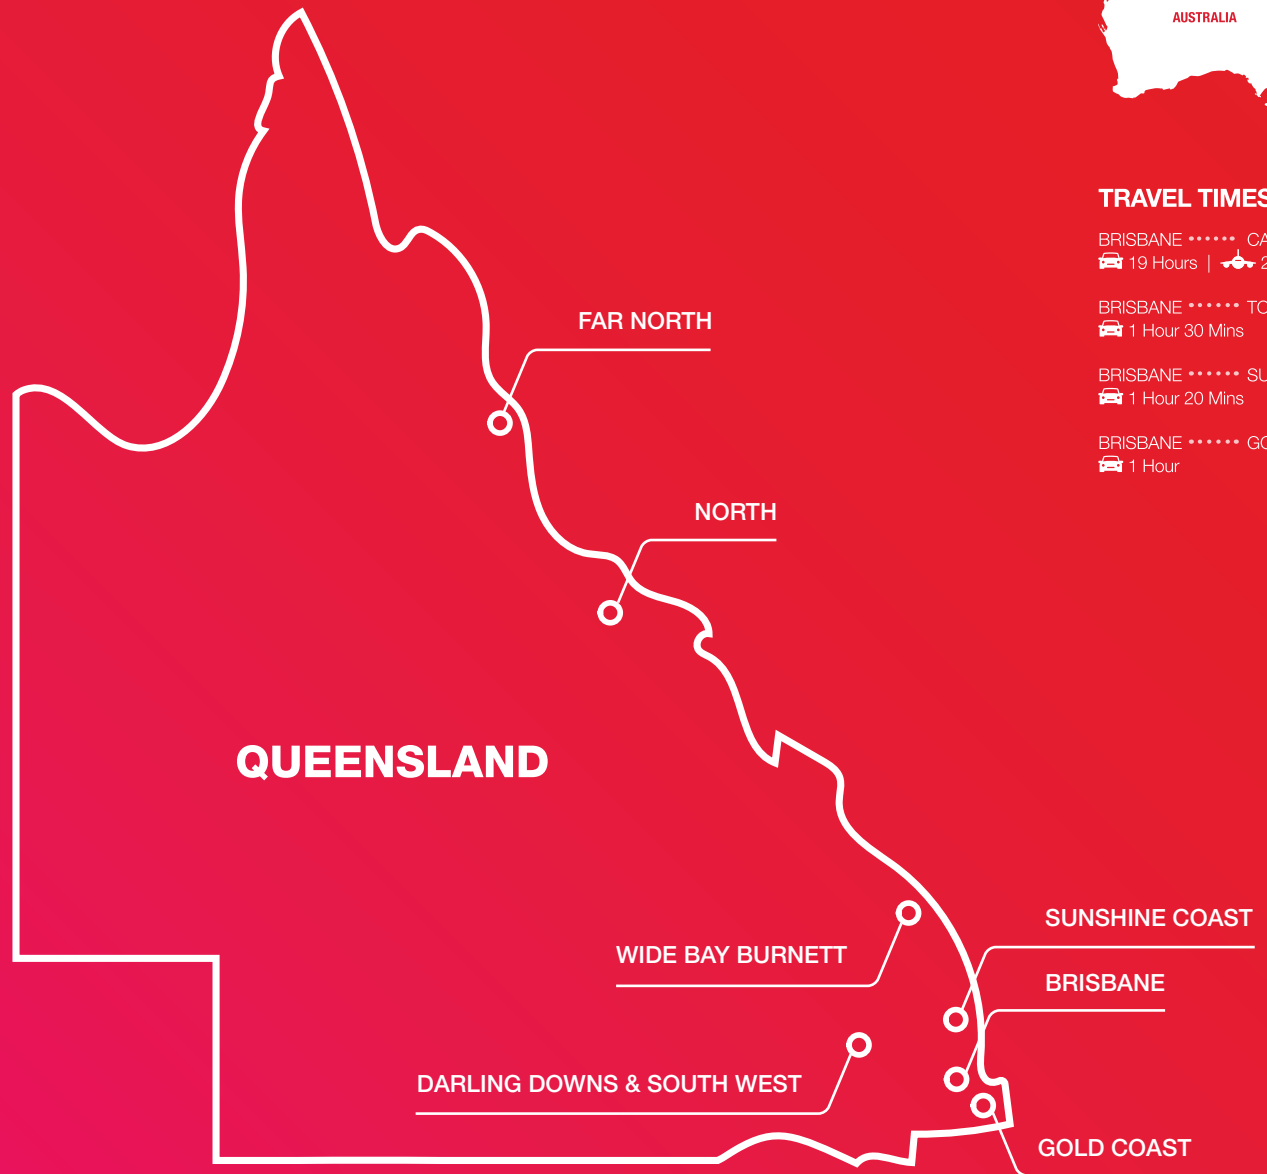 AUSTRALIA
TRAVEL TIMES
BRISBANE ······
19 Hours |
BRISBANE ······
1 Hour 30 Mins
BRISBANE ······
1 Hour 20 Mins
BRISBANE ······
1 Hour
FAR NORTH
NORTH
QUEENSLAND
SUNSHINE COAST
WIDE BAY BURNETT
BRISBANE
DARLING DOWNS & SOUTH WEST
GOLD COAST